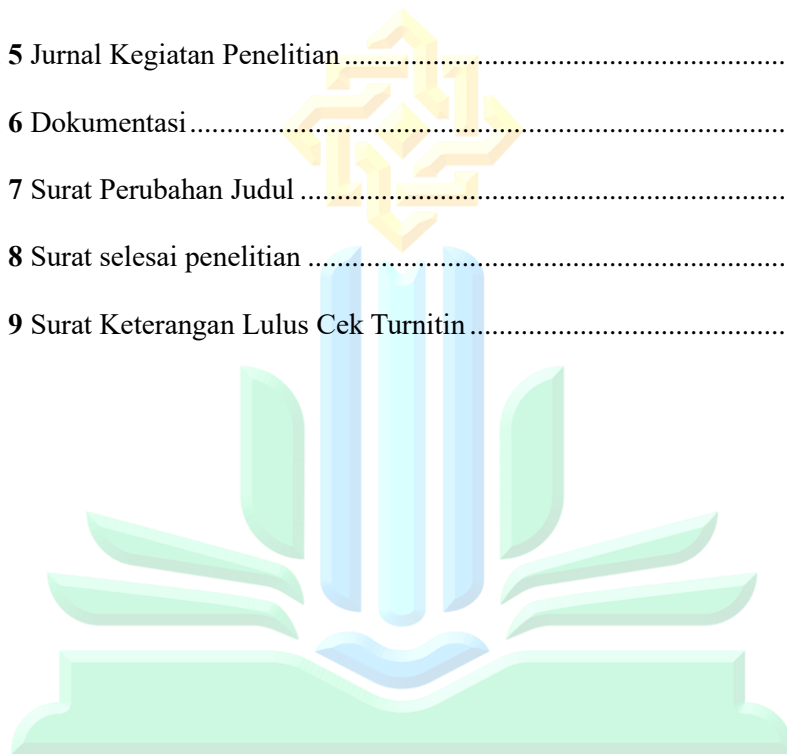 5 Jurnal Kegiatan Penelitian ..............................................................
6 Dokumentasi ....................................................................................
7 Surat Perubahan Judul ....................................................................
8 Surat selesai penelitian ...................................................................
9 Surat Keterangan Lulus Cek Turnitin ............................................